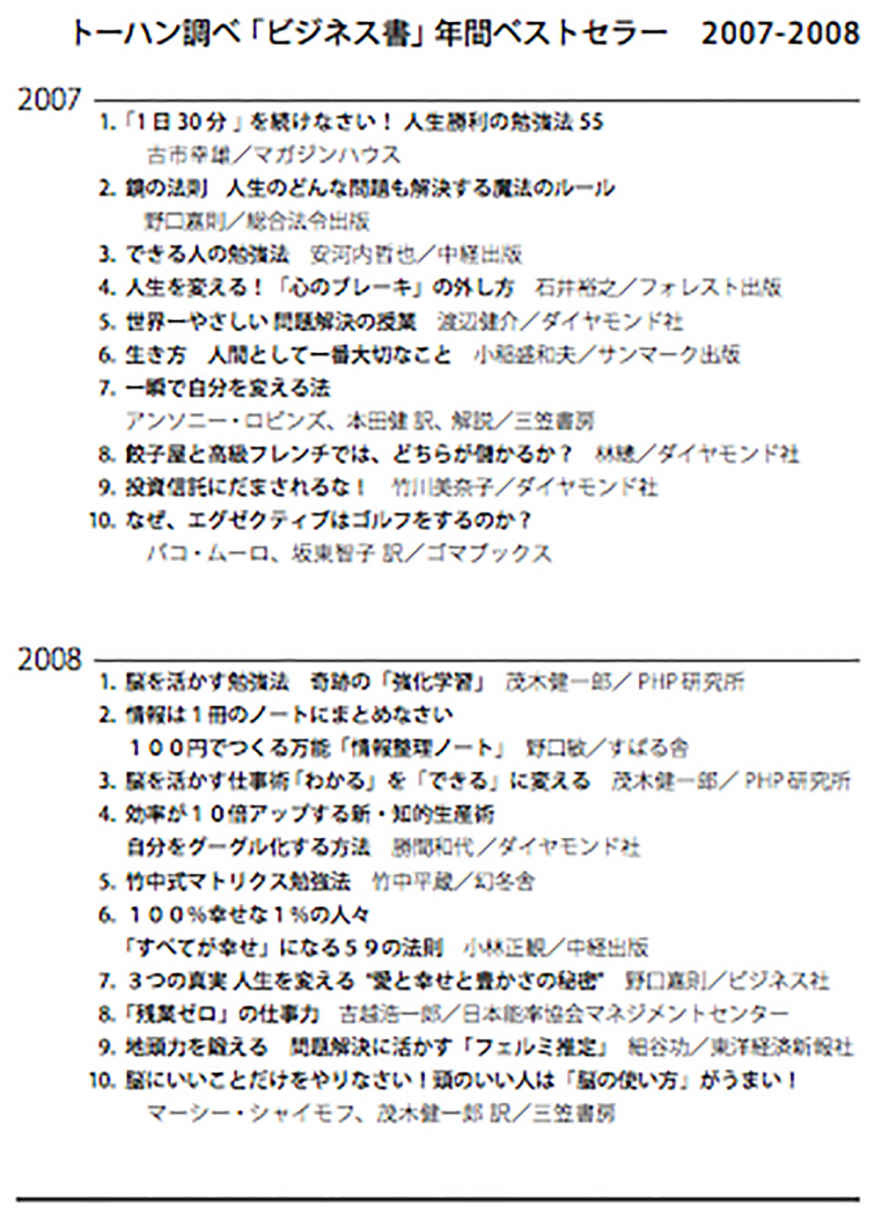 トーハン調べ「ビジネス書」年間ベストセラー　2007-2008
2007
1.「1日30分」を続けなさい！ 人生勝利の勉強法55
古市幸雄／マガジンハウス
2. 鏡の法則　人生のどんな問題も解決する魔法のルール
野口嘉則／総合法令出版
3. できる人の勉強法　安河内哲也／中経出版
4. 人生を変える！「心のブレーキ」の外し方　石井裕之／フォレスト出版
5. 世界一やさしい 問題解決の授業　渡辺健介／ダイヤモンド社
6. 生き方　人間として一番大切なこと　小稲盛和夫／サンマーク出版
7. 一瞬で自分を変える法
アンソニー・ロビンズ、本田健 訳、解説／三笠書房
8. 餃子屋と高級フレンチでは、どちらが儲かるか？　林總／ダイヤモンド社
9. 投資信託にだまされるな！　竹川美奈子／ダイヤモンド社
10. なぜ、エグゼクティブはゴルフをするのか？
パコ・ムーロ、坂東智子 訳／ゴマブックス
2008
1. 脳を活かす勉強法　奇跡の「強化学習」　茂木健一郎／PHP研究所
2. 情報は1冊のノートにまとめなさい
１００円でつくる万能「情報整理ノート」　野口敬／すばる舎
3. 脳を活かす仕事術「わかる」を「できる」に変える　茂木健一郎／PHP研究所
4. 効率が１０倍アップする新・知的生産術
自分をグーグル化する方法　勝間和代／ダイヤモンド社
5. 竹中式マトリクス勉強法　竹中平蔵／幻冬舎
6. １００％幸せな1％の人々
「すべてが幸せ」になる５９の法則　小林正観／中経出版
7. ３つの真実 人生を変える "愛と幸せと豊かさの秘密"　野口嘉則／ビジネス社
8.「残業ゼロ」の仕事力　吉越浩一郎／日本能率協会マネジメントセンター
9. 地頭力を鍛える　問題解決に活かす「フェルミ推定」　細谷功／東洋経済新報社
10. 脳にいいことだけをやりなさい！頭のいい人は「脳の使い方」がうまい！
マーシー・シャイモフ、茂木健一郎 訳／三笠書房